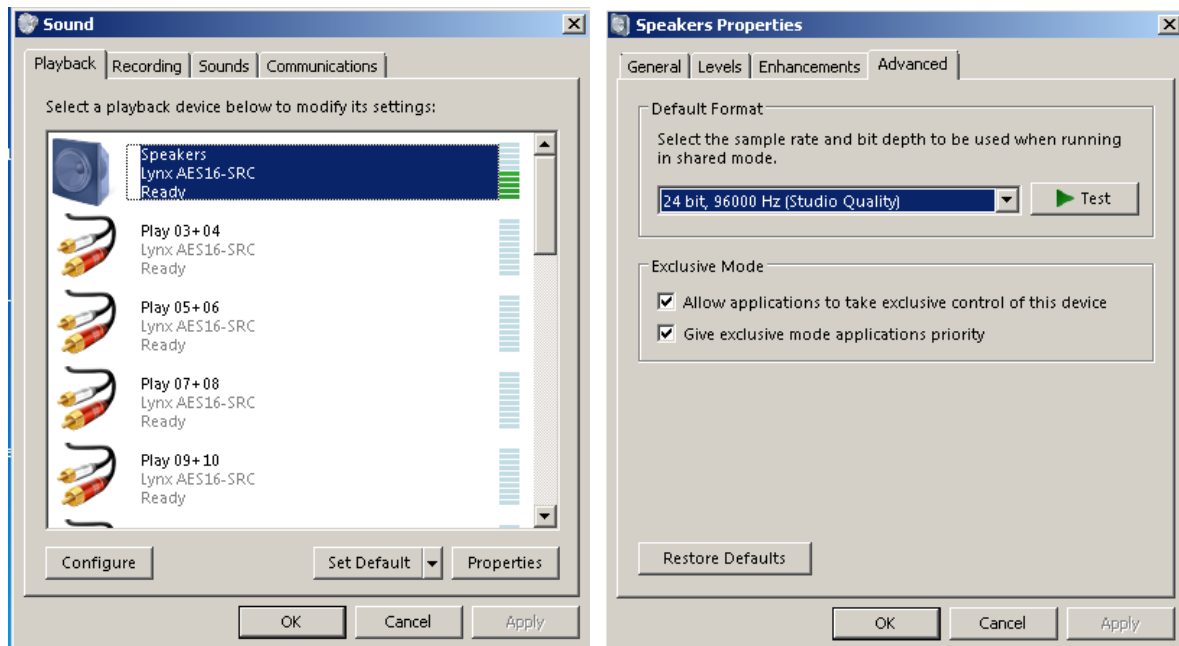 Sound
Playback
Recording
Sounds
Communications
Select a playback device below to modify its settings:
Speakers
Lynx AES16-SRC
Ready
Play 03+04
Lynx AES16-SRC
Ready
Play 05+06
Lynx AES16-SRC
Ready
Play 07+08
Lynx AES16-SRC
Ready
Play 09+10
Lynx AES16-SRC
Ready
Configure
Set Default
Properties
OK
Cancel
Apply
Speakers Properties
General
Levels
Enhancements
Advanced
Default Format
Select the sample rate and bit depth to be used when running
in shared mode.
24 bit, 96000 Hz (Studio Quality)
Test
Exclusive Mode
Allow applications to take exclusive control of this device
Give exclusive mode applications priority
Restore Defaults
OK
Cancel
Apply